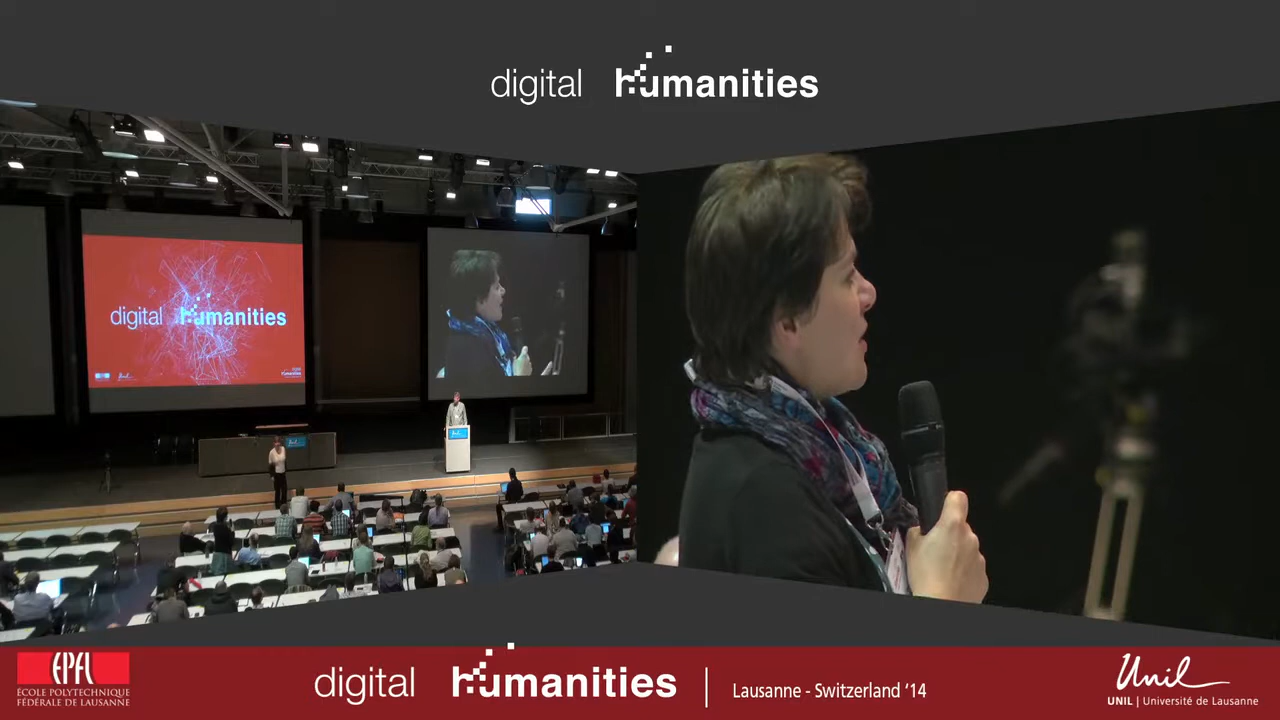 digital humanities
digital humanities
Unil
EPFL
ÉCOLE POLYTECHNIQUE
FÉDÉRALE DE LAUSANNE
digital humanities
Lausanne - Switzerland ‘14
Unil
UNIL | Université de Lausanne